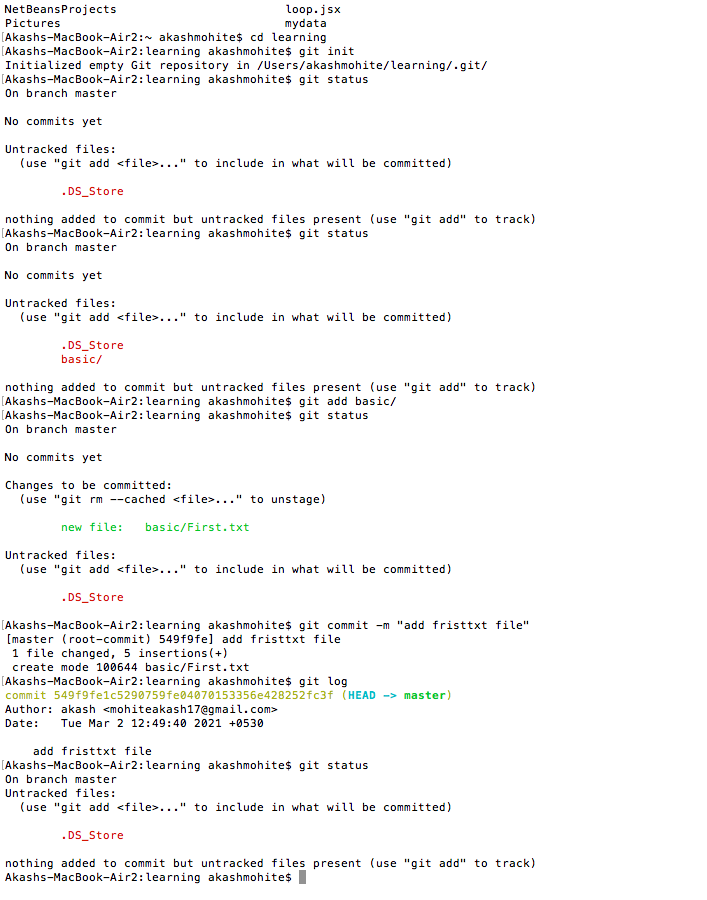 NetBeansProjects                        loop.jsx
Pictures                                mydata
[Akashs-MacBook-Air2:~ akashmohite$ cd learning
[Akashs-MacBook-Air2:learning akashmohite$ git init
Initialized empty Git repository in /Users/akashmohite/learning/.git/
[Akashs-MacBook-Air2:learning akashmohite$ git status
On branch master

No commits yet

Untracked files:
  (use "git add <file>..." to include in what will be committed)

        .DS_Store

nothing added to commit but untracked files present (use "git add" to track)
[Akashs-MacBook-Air2:learning akashmohite$ git status
On branch master

No commits yet

Untracked files:
  (use "git add <file>..." to include in what will be committed)

        .DS_Store
        basic/

nothing added to commit but untracked files present (use "git add" to track)
[Akashs-MacBook-Air2:learning akashmohite$ git add basic/
[Akashs-MacBook-Air2:learning akashmohite$ git status
On branch master

No commits yet

Changes to be committed:
  (use "git rm --cached <file>..." to unstage)

        new file:   basic/First.txt

Untracked files:
  (use "git add <file>..." to include in what will be committed)

        .DS_Store

[Akashs-MacBook-Air2:learning akashmohite$ git commit -m "add fristtxt file"
[master (root-commit) 549f9fe] add fristtxt file
 1 file changed, 5 insertions(+)
 create mode 100644 basic/First.txt
[Akashs-MacBook-Air2:learning akashmohite$ git log
commit 549f9fe1c5290759fe04070153356e428252fc3f (HEAD -> master)
Author: akash <mohiteakash17@gmail.com>
Date:   Tue Mar 2 12:49:40 2021 +0530

    add fristtxt file
[Akashs-MacBook-Air2:learning akashmohite$ git status
On branch master
Untracked files:
  (use "git add <file>..." to include in what will be committed)

        .DS_Store

nothing added to commit but untracked files present (use "git add" to track)
Akashs-MacBook-Air2:learning akashmohite$